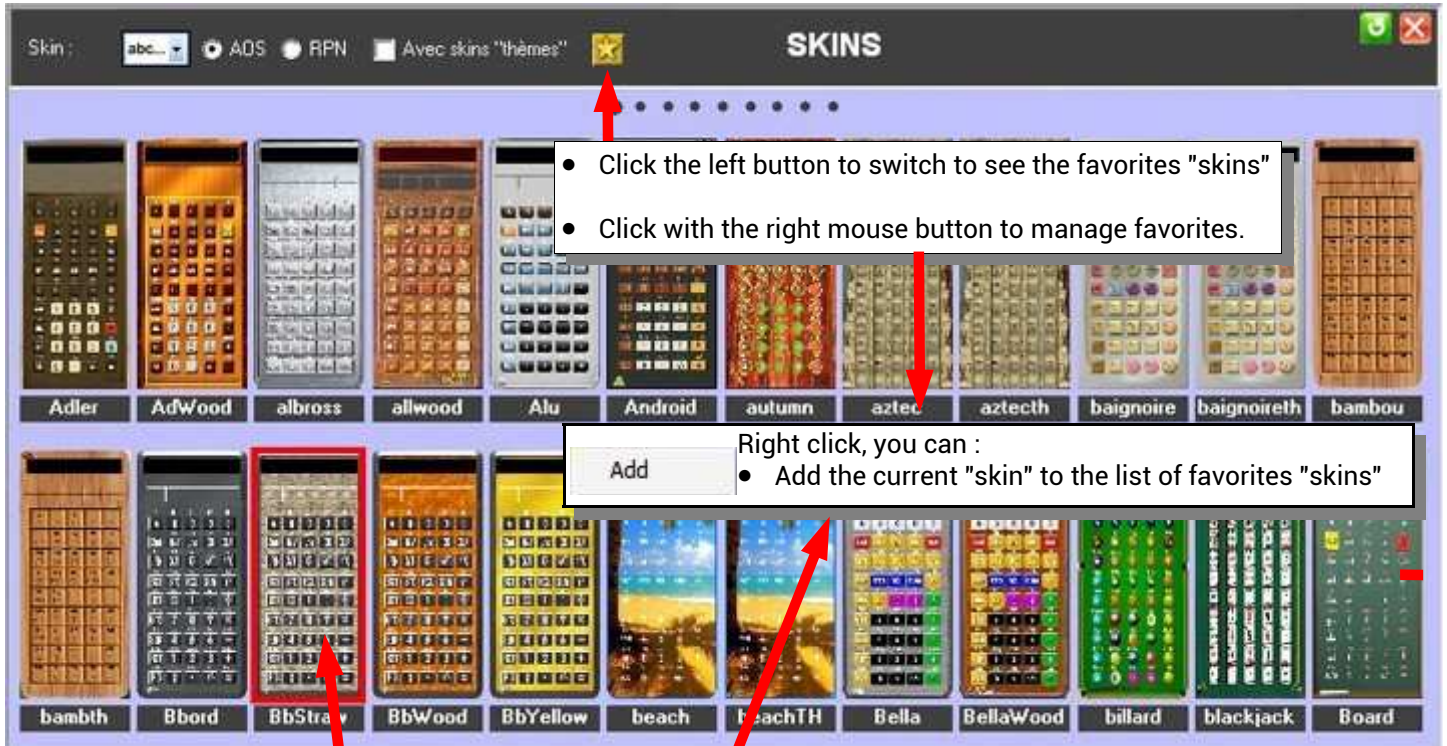 Skin :
abc...
AOS
RPN
Avec skins "thèmes"
SKINS
• Click the left button to switch to see the favorites "skins"
• Click with the right mouse button to manage favorites.
Adler
AdWood
albross
allwood
Alu
Android
autumn
aztec
aztecth
baignoire
baignoireth
bambou
Add
Right click, you can :
• Add the current "skin" to the list of favorites "skins"
bambth
Bbord
BbStraw
BbWood
BbYellow
beach
beachTH
Bella
BellaWood
billard
blackjack
Board